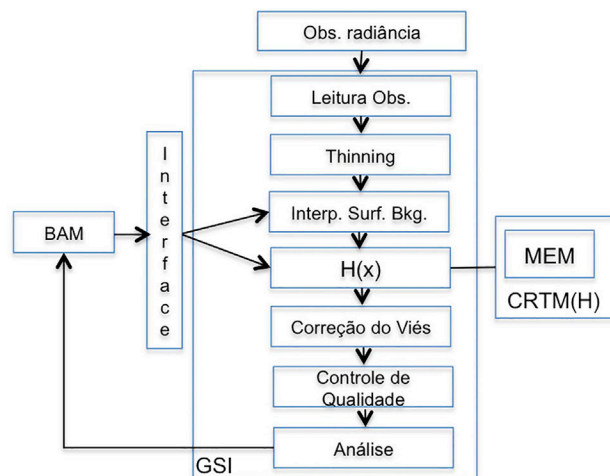 Obs. radiância
Leitura Obs.
Thinning
Interface
Interp. Surf. Bkg.
BAM
H(x)
MEM
CRTM(H)
Correção do Viés
Controle de
Qualidade
Análise
GSI